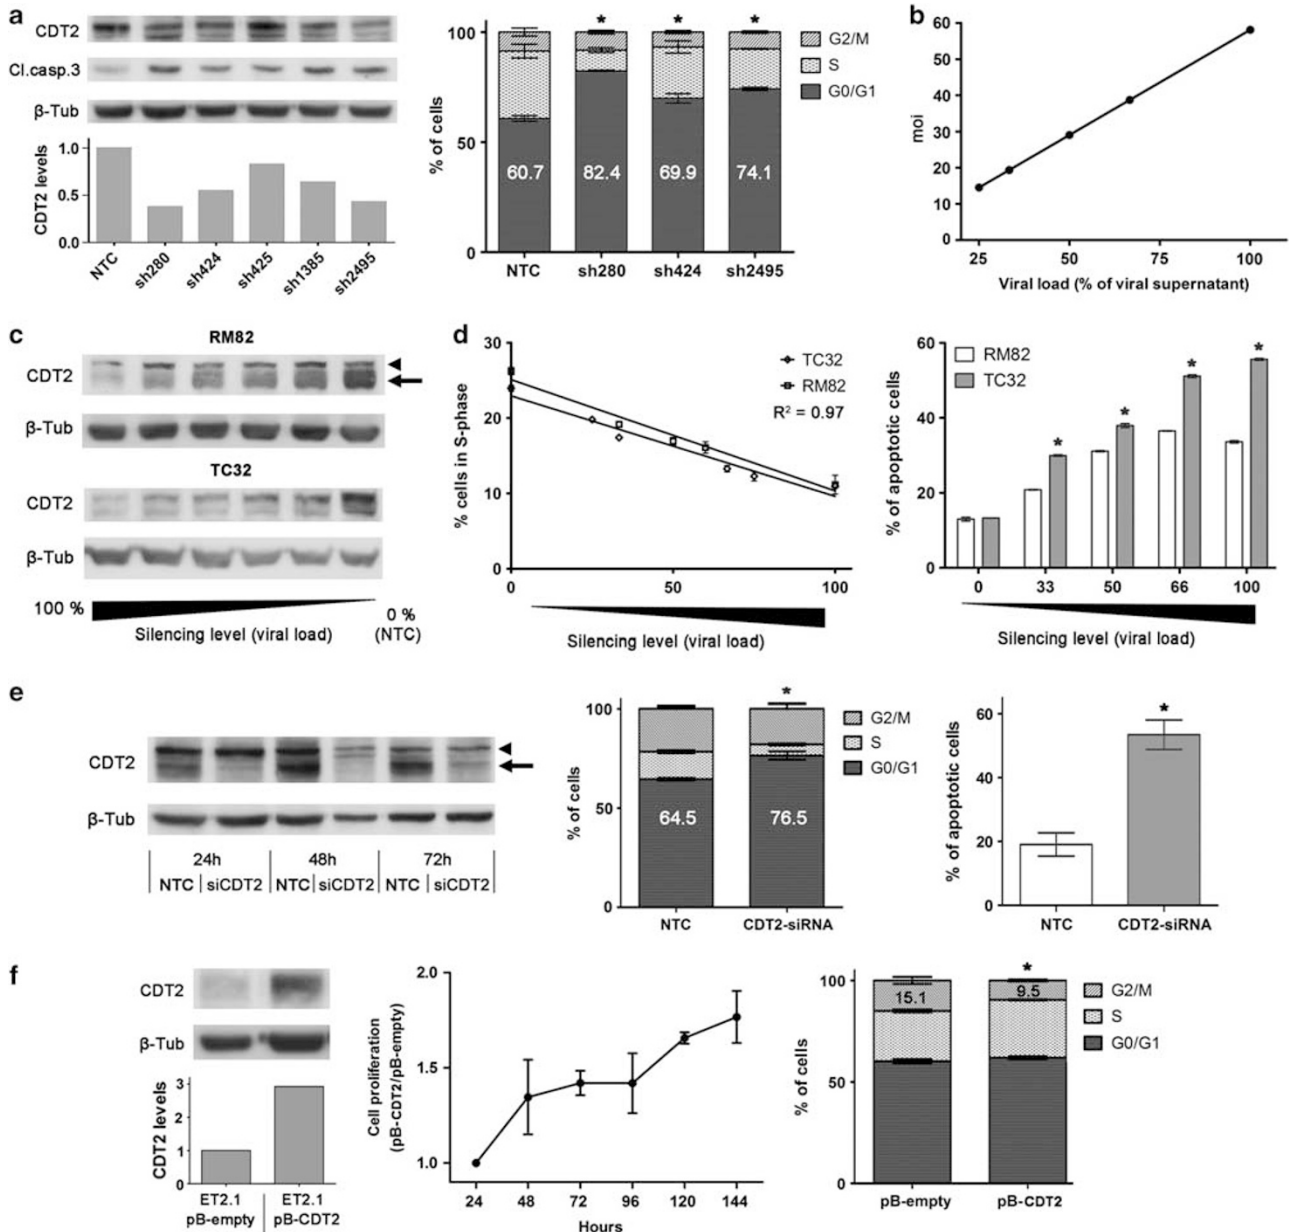 a
CDT2
Cl.casp.3
β-Tub
CDT2 levels
1.0
0.5
0.0
NTC
sh280
sh424
sh425
sh1385
sh2495
% of cells
100
50
0
* * *
60.7 82.4 69.9 74.1
NTC sh280 sh424 sh2495
G2/M
S
G0/G1
b
moi
60
50
40
30
20
10
0
25 50 75 100
Viral load (% of viral supernatant)
c
RM82
CDT2
β-Tub
TC32
CDT2
β-Tub
100 %
0 %
(NTC)
Silencing level (viral load)
d
% cells in S-phase
30
20
10
0
TC32
RM82
R² = 0.97
0 50 100
Silencing level (viral load)
% of apoptotic cells
60
40
20
0
RM82
TC32
* * * *
0 33 50 66 100
Silencing level (viral load)
e
CDT2
β-Tub
24h 48h 72h
NTC siCDT2 NTC siCDT2 NTC siCDT2
% of cells
100
50
0
*
64.5 76.5
NTC CDT2-siRNA
G2/M
S
G0/G1
% of apoptotic cells
60
40
20
0
*
NTC CDT2-siRNA
f
CDT2
β-Tub
CDT2 levels
3
2
1
0
ET2.1 ET2.1
pB-empty pB-CDT2
Cell proliferation
(pB-CDT2/pB-empty)
2.0
1.5
1.0
24 48 72 96 120 144
Hours
% of cells
100
50
0
*
15.1 9.5
pB-empty pB-CDT2
G2/M
S
G0/G1